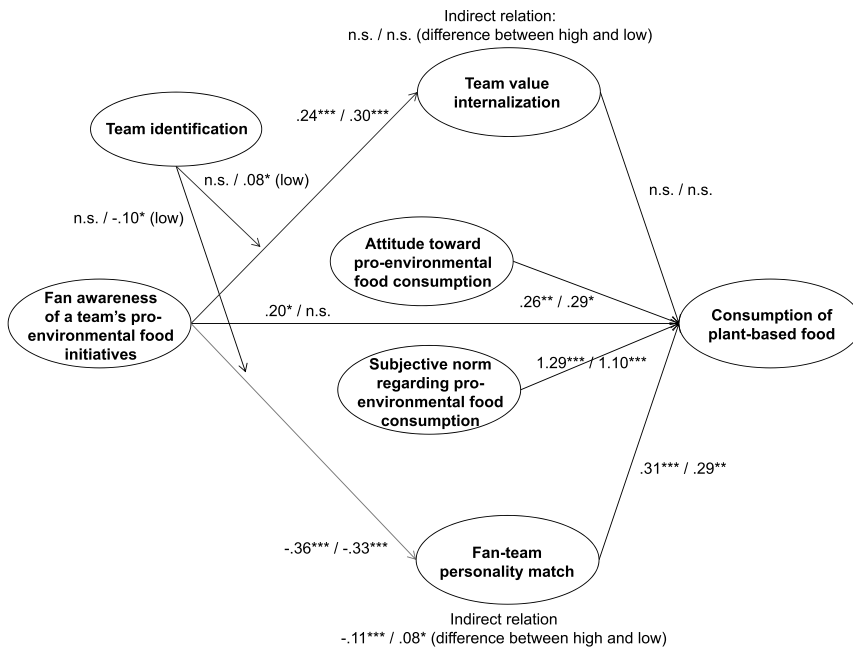 Indirect relation:
n.s. / n.s. (difference between high and low)
Team value
internalization
.24*** / .30***
Team identification
n.s. / .08* (low)
n.s. / -.10* (low)
n.s. / n.s.
Attitude toward
pro-environmental
food consumption
.26** / .29*
Fan awareness
of a team's pro-
environmental food
initiatives
.20* / n.s.
Consumption of
plant-based food
Subjective norm
regarding pro-
environmental food
consumption
1.29*** / 1.10***
.31*** / .29**
-.36*** / -.33***
Fan-team
personality match
Indirect relation
-.11*** / .08* (difference between high and low)